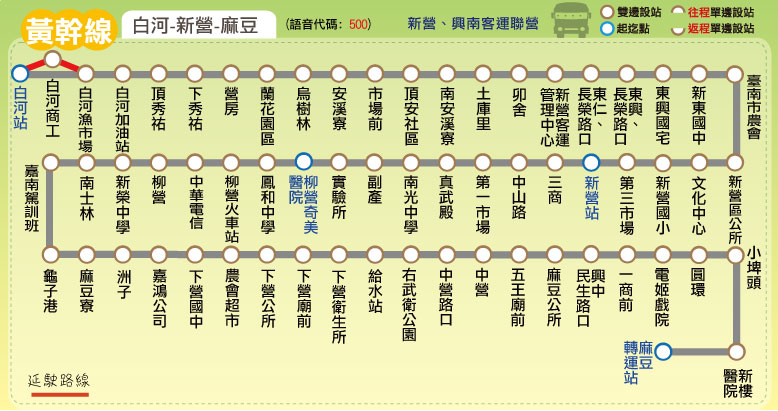 黃幹線
白河-新營-麻豆
(語音代碼: 500)
新營、興南客運聯營
雙邊設站
往程單邊設站
起迄點
返程單邊設站
白河站
白河商工
白河漁市場
白河加油站
頂秀祐
下秀祐
營房
蘭花園區
烏樹林
安溪寮
市場前
頂安社區
南安溪寮
土庫里
卯舍
新營客運
管理中心
東仁、
長榮路口
東興、
長榮路口
東興國宅
新東國中
臺南市農會
新營區公所
文化中心
新營國小
第三市場
新營站
三商
中山路
第一市場
真武殿
南光中學
副產
實驗所
柳營奇美
醫院
鳳和中學
柳營火車站
中華電信
柳營
新榮中學
南士林
嘉南駕訓班
龜子港
麻豆寮
洲子
嘉鴻公司
下營國中
農會超市
下營公所
下營廟前
下營衛生所
給水站
右武衛公園
中營路口
中營
五王廟前
麻豆公所
興中
民生路口
一商前
電姬戲院
圓環
小埤頭
新樓
醫院
麻豆
轉運站
延駛路線